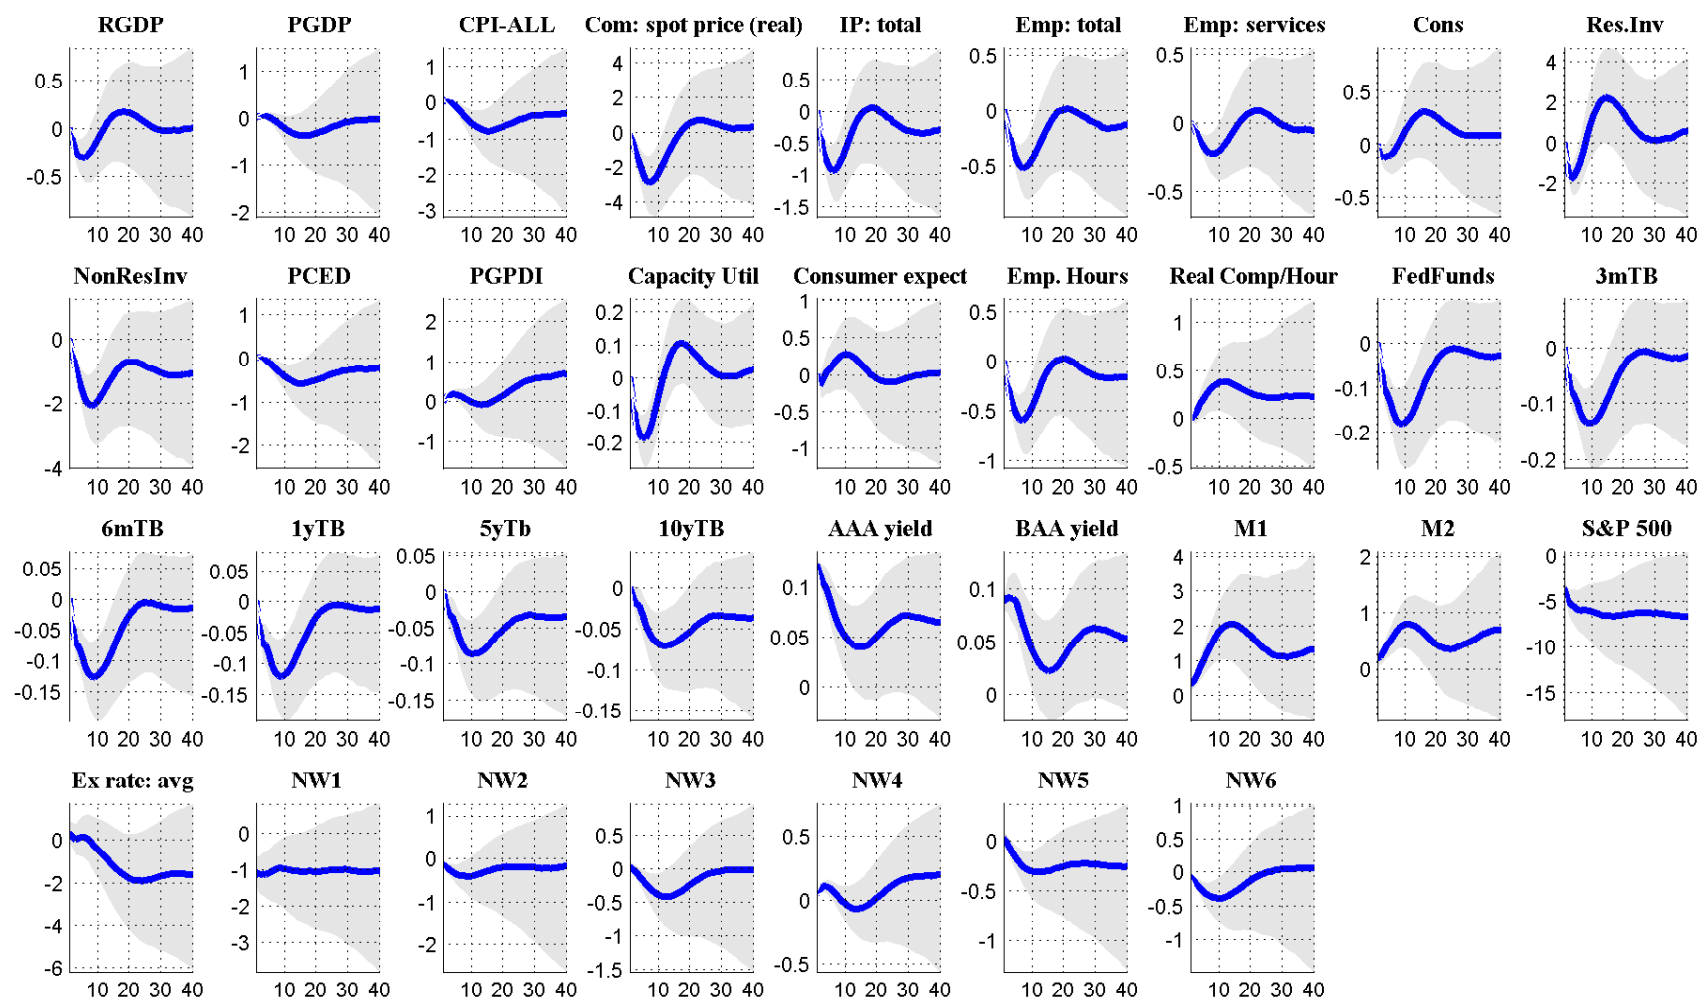 RGDP PGDP CPI-ALL Com: spot price (real) IP: total Emp: total Emp: services Cons Res.Inv
0.5 0 -0.5
1 0 -1 -2
1 0 -1 -2 -3
4 2 0 -2 -4
0.5 0 -0.5 -1 -1.5
0.5 0 -0.5
0.5 0 -0.5
0.5 0 -0.5
4 2 0 -2
10 20 30 40 10 20 30 40 10 20 30 40 10 20 30 40 10 20 30 40 10 20 30 40 10 20 30 40 10 20 30 40 10 20 30 40
NonResInv PCED PGPDI Capacity Util Consumer expect Emp. Hours Real Comp/Hour FedFunds 3mTB
0 -2 -4
1 0 -1 -2
2 1 0 -1
0.2 0.1 0 -0.1 -0.2
1 0.5 0 -0.5 -1
0.5 0 -0.5 -1
1 0.5 0 -0.5
0 -0.1 -0.2
0 -0.1 -0.2
10 20 30 40 10 20 30 40 10 20 30 40 10 20 30 40 10 20 30 40 10 20 30 40 10 20 30 40 10 20 30 40 10 20 30 40
6mTB 1yTB 5yTb 10yTB AAA yield BAA yield M1 M2 S&P 500
0.05 0 -0.05 -0.1 -0.15
0.05 0 -0.05 -0.1 -0.15
0.05 0 -0.05 -0.1 -0.15
0 -0.05 -0.1 -0.15
0.1 0.05 0
0.1 0.05 0
4 3 2 1 0
2 1 0
0 -5 -10 -15
10 20 30 40 10 20 30 40 10 20 30 40 10 20 30 40 10 20 30 40 10 20 30 40 10 20 30 40 10 20 30 40 10 20 30 40
Ex rate: avg NW1 NW2 NW3 NW4 NW5 NW6
0 -2 -4 -6
0 -1 -2 -3
1 0 -1 -2
0.5 0 -0.5 -1 -1.5
0.5 0 -0.5
0 -0.5 -1
1 0.5 0 -0.5 -1
10 20 30 40 10 20 30 40 10 20 30 40 10 20 30 40 10 20 30 40 10 20 30 40 10 20 30 40